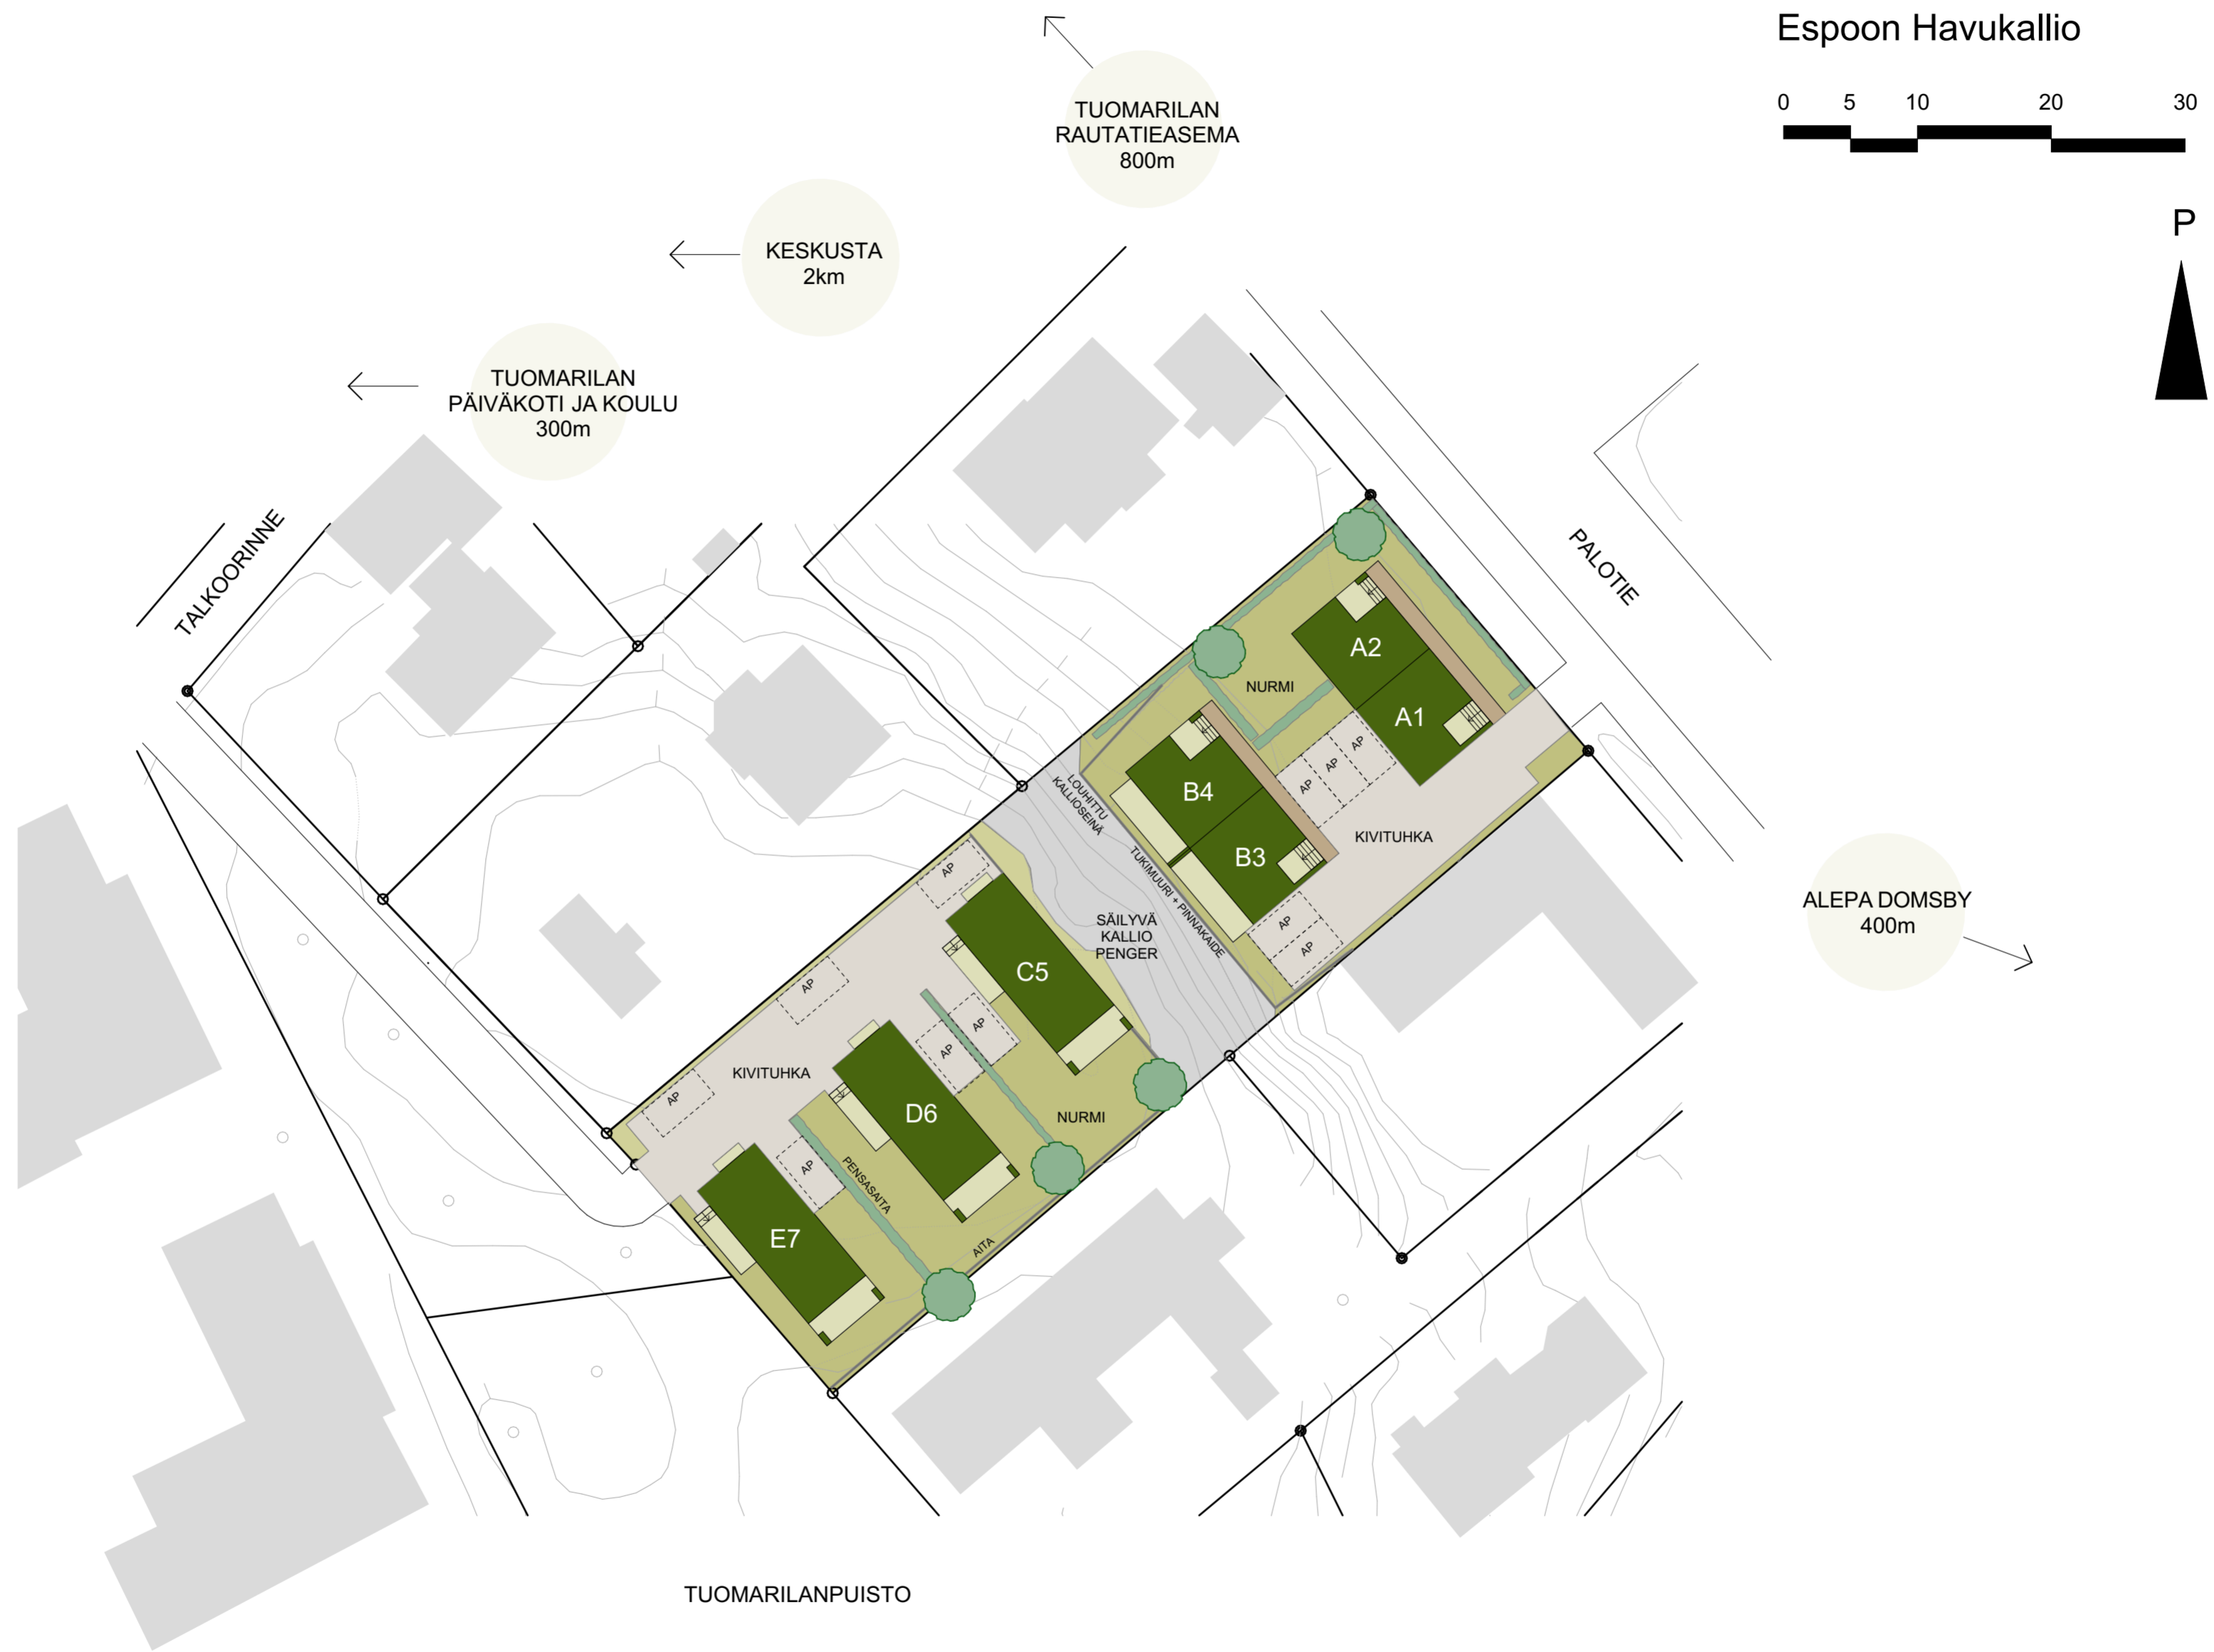 Espoon Havukallio
0 5 10 20 30
P
TUOMARILAN
RAUTATIEASEMA
800m
KESKUSTA
2km
TUOMARILAN
PÄIVÄKOTI JA KOULU
300m
TALKOORINNE
PALOTIE
A2
NURMI
A1
AP
AP
AP
B4
LOUHITTU
KALLIOSEINÄ
KIVITUHKA
B3
TUKIMUURI + PINNAKAIDE
AP
AP
ALEPA DOMSBY
400m
SÄILYVÄ
KALLIO
PENGER
AP
C5
AP
AP
AP
KIVITUHKA
AP
D6
NURMI
AP
PENSASAITA
E7
AITA
TUOMARILANPUISTO